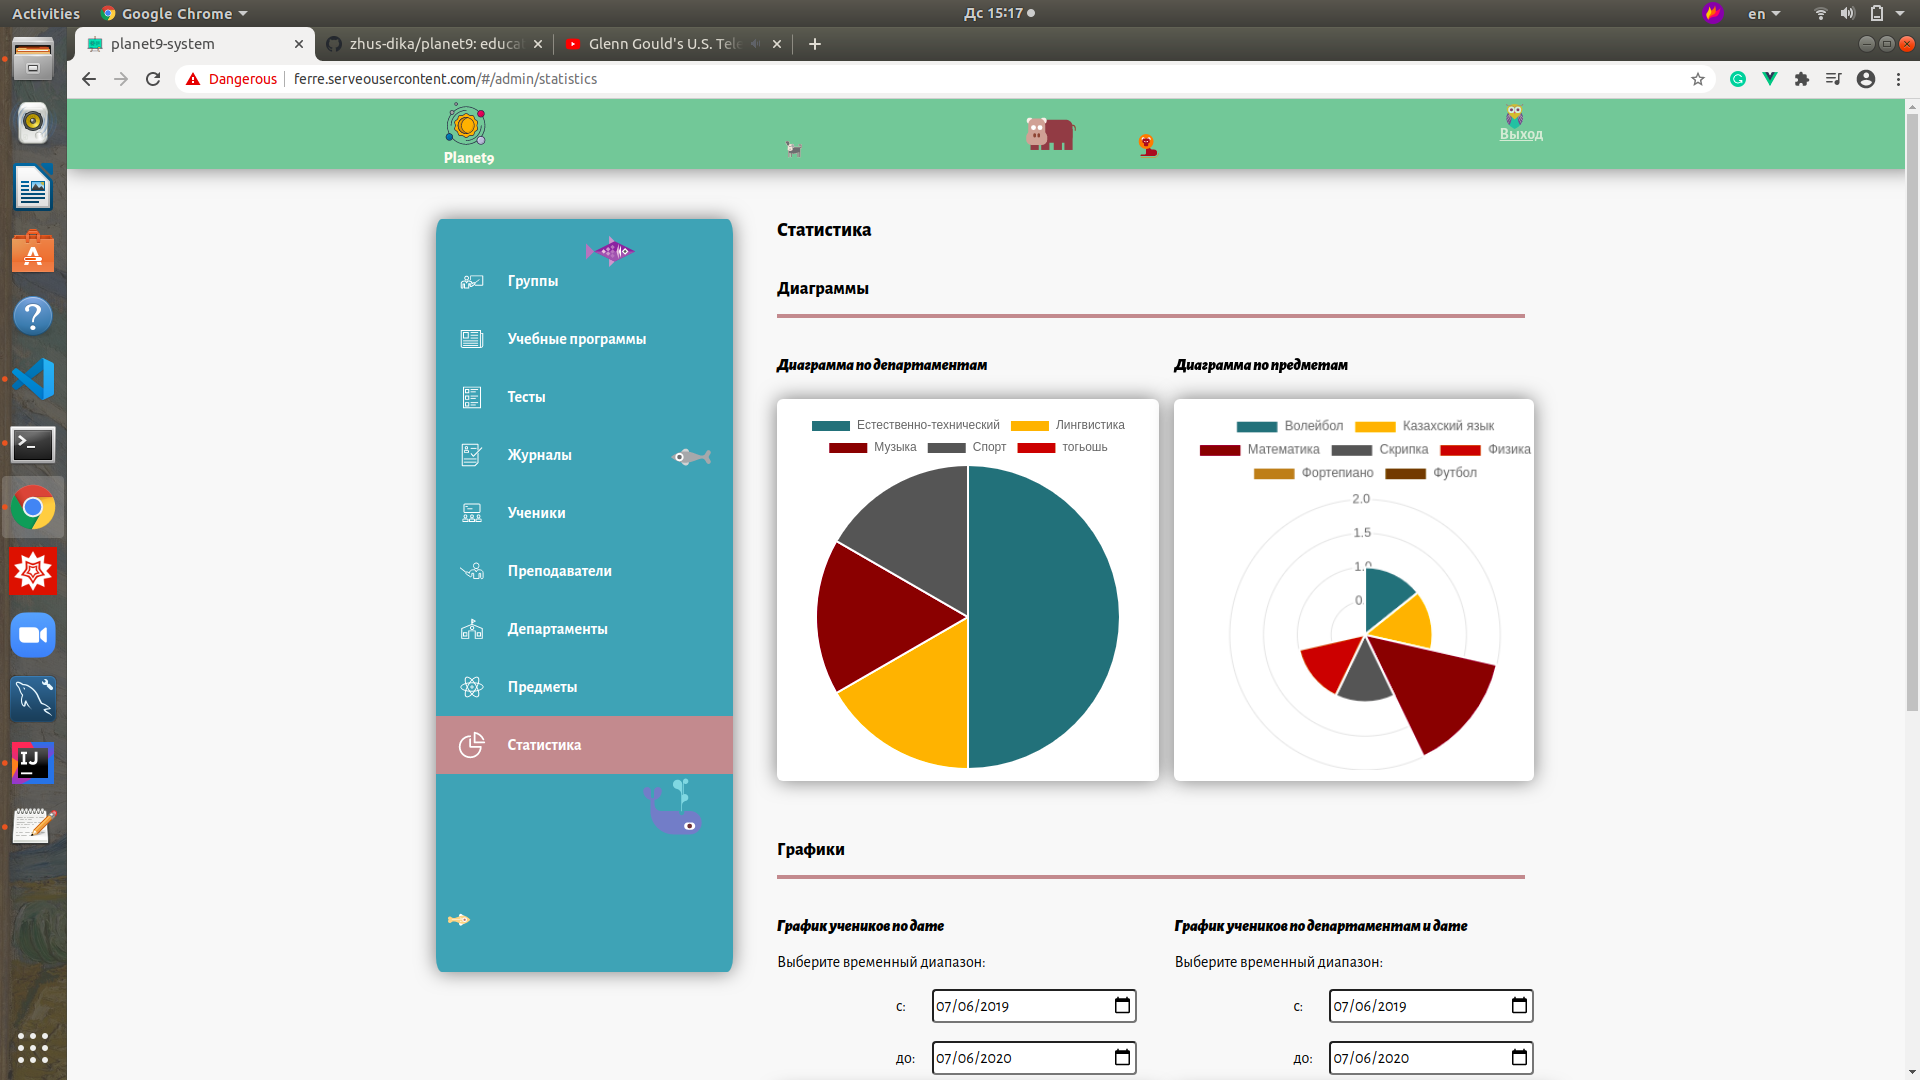 Activities
Google Chrome
Дс 15:17
en
planet9-system
zhus-dika/planet9: educa
Glenn Gould's U.S. Tele
Dangerous
ferre.serveousercontent.com/#/admin/statistics
Planet9
Выход
Группы
Учебные программы
Тесты
Журналы
Ученики
Преподаватели
Департаменты
Предметы
Статистика
Статистика
Диаграммы
Диаграмма по департаментам
Естественно-технический
Лингвистика
Музыка
Спорт
тогьошь
Диаграмма по предметам
Волейбол
Казахский язык
Математика
Скрипка
Физика
Фортепиано
Футбол
2.0
1.5
1.0
0.
Графики
График учеников по дате
Выберите временный диапазон:
с:
07/06/2019
до:
07/06/2020
График учеников по департаментам и дате
Выберите временный диапазон:
с:
07/06/2019
до:
07/06/2020
IJ